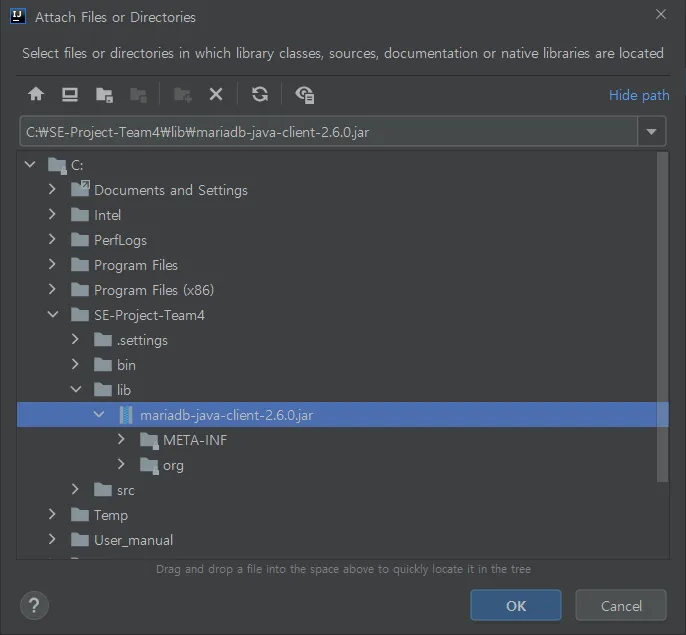 Attach Files or Directories
Select files or directories in which library classes, sources, documentation or native libraries are located
Hide path
C:₩SE-Project-Team4₩lib₩mariadb-java-client-2.6.0.jar
C:
Documents and Settings
Intel
PerfLogs
Program Files
Program Files (x86)
SE-Project-Team4
.settings
bin
lib
mariadb-java-client-2.6.0.jar
META-INF
org
src
Temp
User_manual
Drag and drop a file into the space above to quickly locate it in the tree
?
OK
Cancel